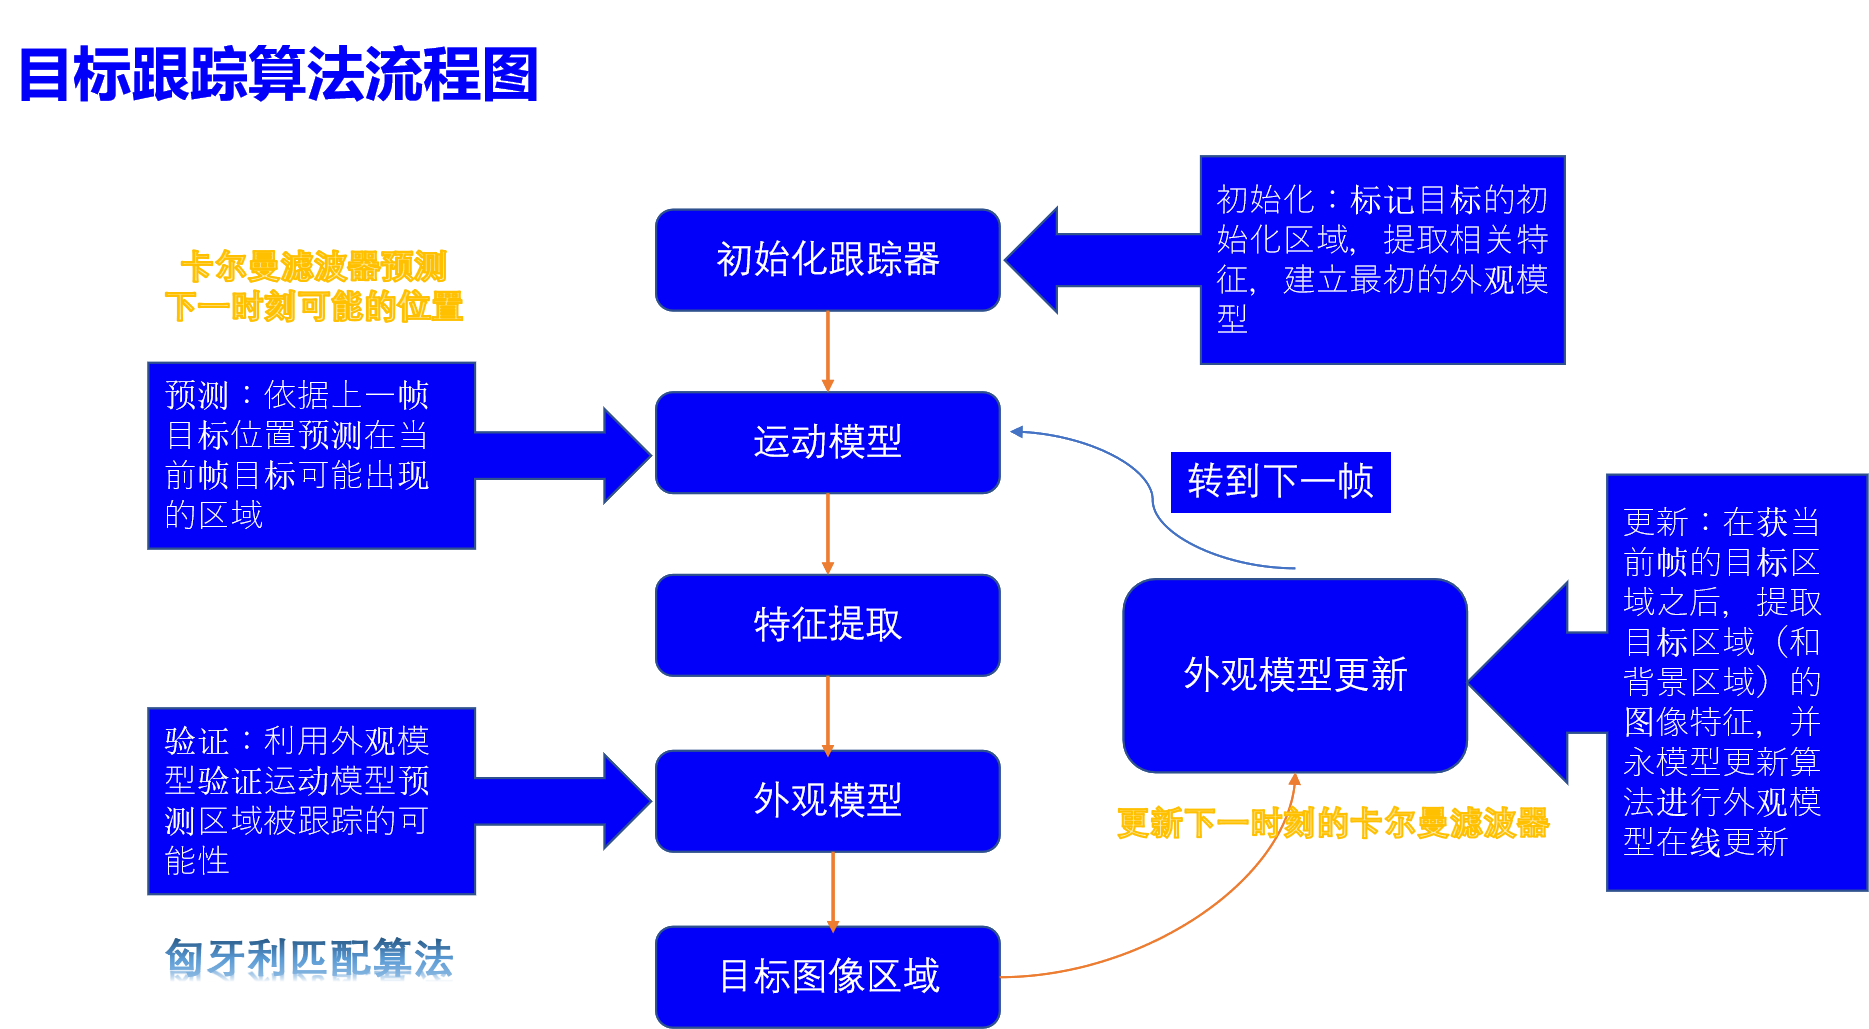 目标跟踪算法流程图
初始化跟踪器
初始化：标记目标的初
始化区域，提取相关特
征，建立最初的外观模
型
卡尔曼滤波器预测
下一时刻可能的位置
预测：依据上一帧
目标位置预测在当
前帧目标可能出现
的区域
运动模型
转到下一帧
特征提取
外观模型更新
更新：在获当
前帧的目标区
域之后，提取
目标区域（和
背景区域）的
图像特征，并
永模型更新算
法进行外观模
型在线更新
验证：利用外观模
型验证运动模型预
测区域被跟踪的可
能性
外观模型
更新下一时刻的卡尔曼滤波器
匈牙利匹配算法
目标图像区域